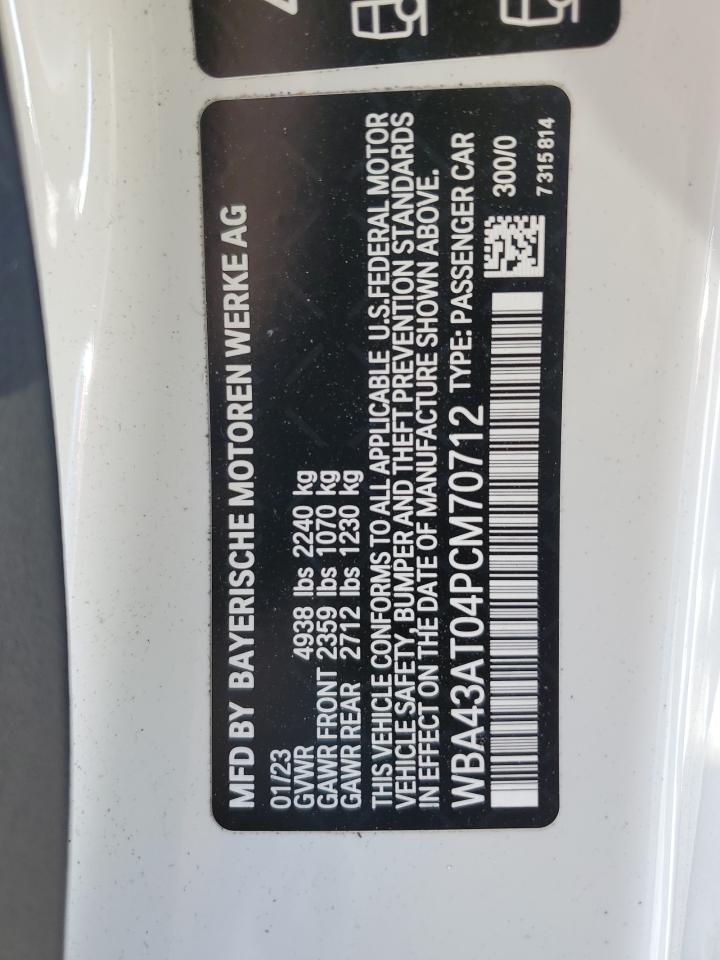 MFD BY BAYERISCHE MOTOREN WERKE AG
01/23
GVWR 4938 lbs 2240 kg
GAWR FRONT 2359 lbs 1070 kg
GAWR REAR 2712 lbs 1230 kg
THIS VEHICLE CONFORMS TO ALL APPLICABLE U.S.FEDERAL MOTOR
VEHICLE SAFETY, BUMPER AND THEFT PREVENTION STANDARDS
IN EFFECT ON THE DATE OF MANUFACTURE SHOWN ABOVE.
WBA43AT04PCM70712 TYPE: PASSENGER CAR
300/0
7 315 814